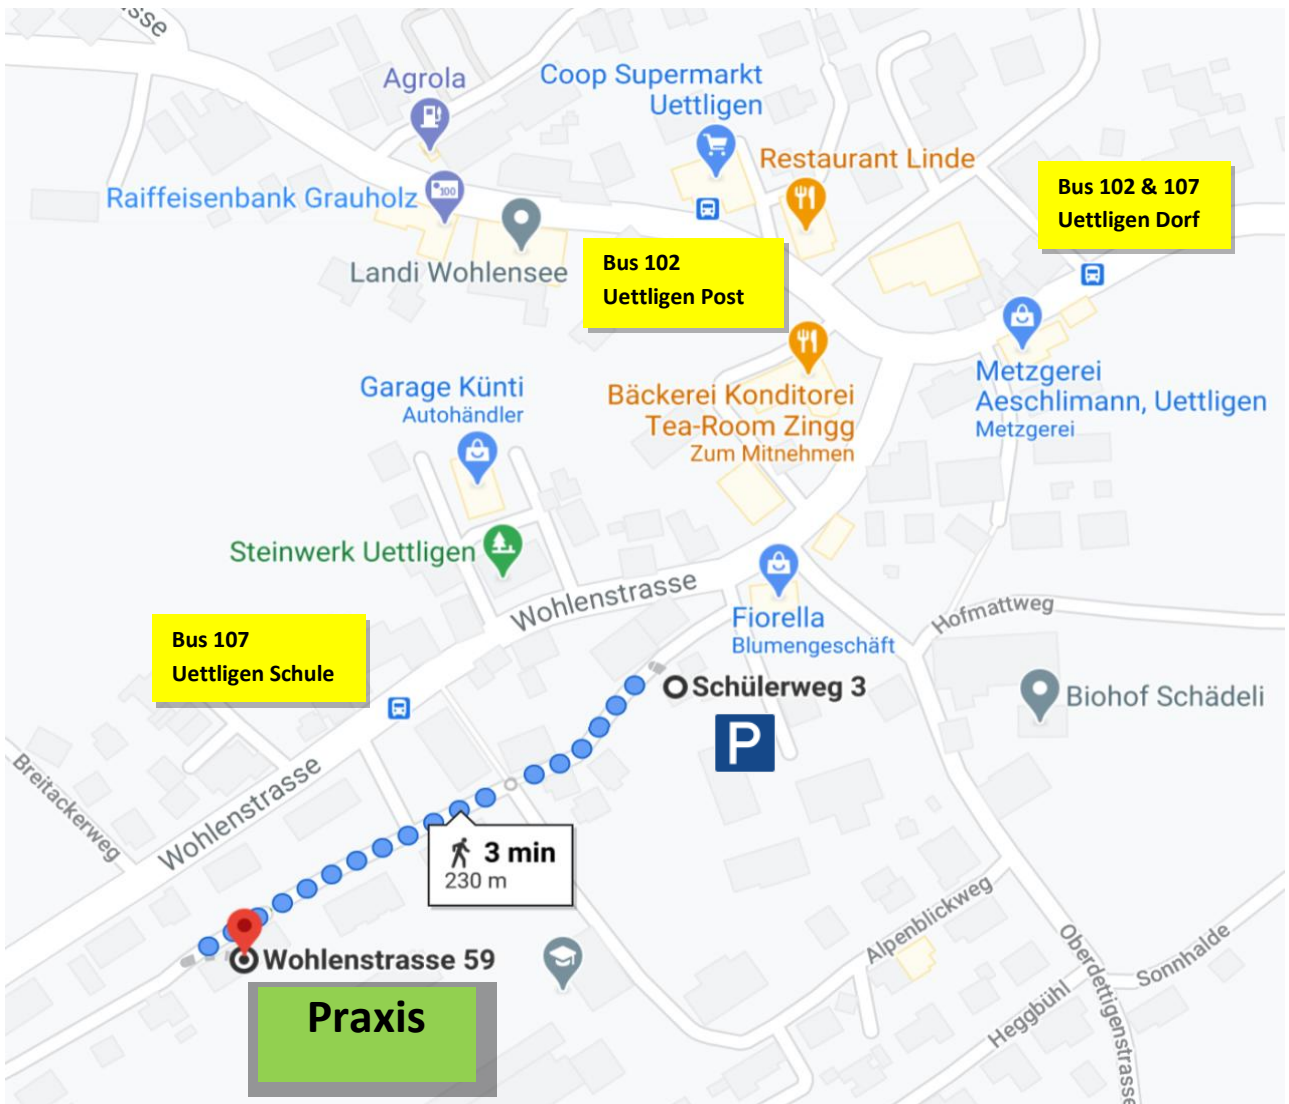 sse
Agrola
Coop Supermarkt
Uettligen
Restaurant Linde
Raiffeisenbank Grauholz
100
Bus 102 & 107
Uettligen Dorf
Landi Wohlensee
Bus 102
Uettligen Post
Garage Künti
Autohändler
Bäckerei Konditorei
Tea-Room Zingg
Zum Mitnehmen
Metzgerei
Aeschlimann, Uettligen
Metzgerei
Steinwerk Uettligen
Wohlenstrasse
Fiorella
Blumengeschäft
Hofmattweg
Bus 107
Uettligen Schule
Schülerweg 3
P
Biohof Schädeli
Breitackerweg
Wohlenstrasse
3 min
230 m
Wohlenstrasse 59
Praxis
Alpenblickweg
Oberdettigenstrasse
Sonnhalde
Heggbühl